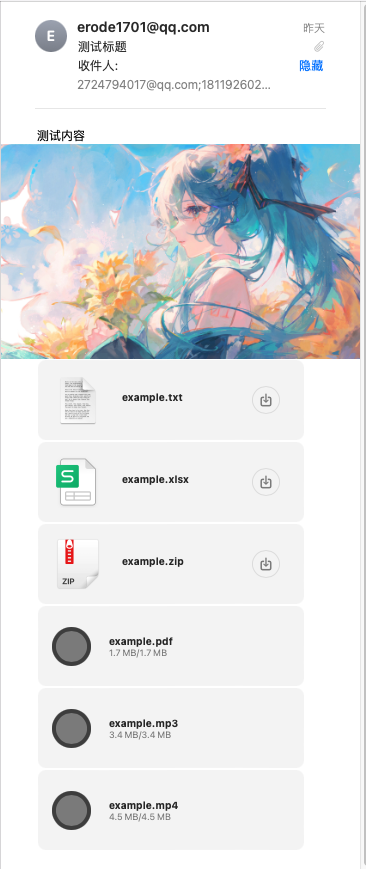 E
erode1701@qq.com
昨天
测试标题
收件人:
隐藏
2724794017@qq.com;181192602...
测试内容
example.txt
S
example.xlsx
ZIP
example.zip
example.pdf
1.7 MB/1.7 MB
example.mp3
3.4 MB/3.4 MB
example.mp4
4.5 MB/4.5 MB